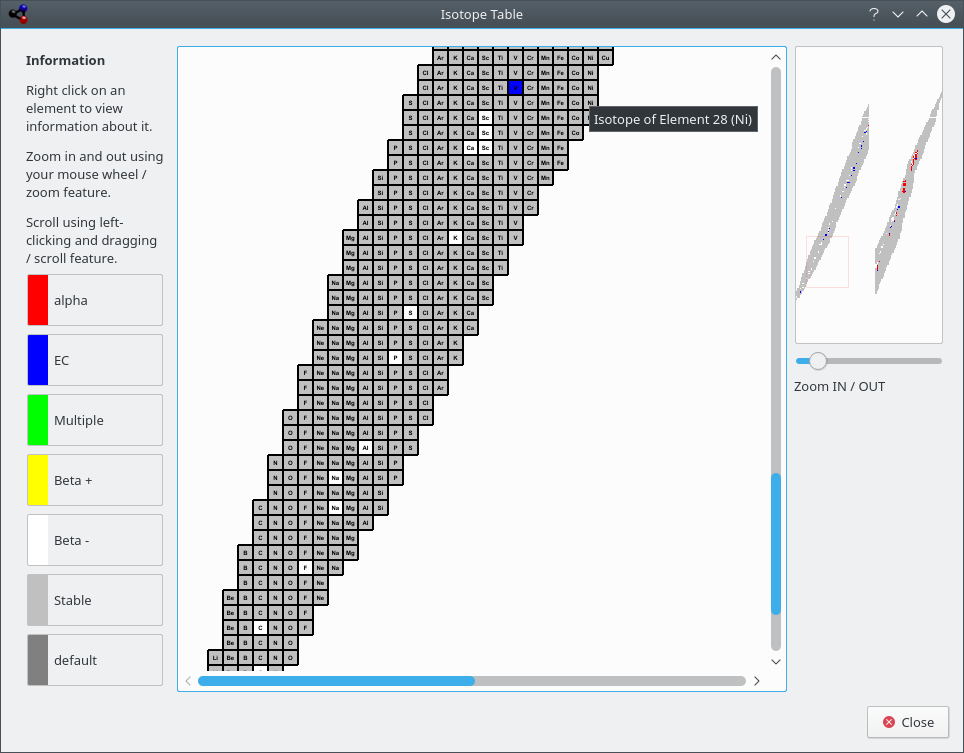 Isotope Table
Information
Right click on an
element to view
information about it.
Zoom in and out using
your mouse wheel /
zoom feature.
Scroll using left-
clicking and dragging
/ scroll feature.
alpha
EC
Multiple
Beta +
Beta -
Stable
default
Ar K Ca Sc Ti V Cr Mn Fe Co Ni Cu
Cl Ar K Ca Sc Ti V Cr Mn Fe Co Ni
Cl Ar K Ca Sc Ti V Cr Mn Fe Co Ni
S Cl Ar K Ca Sc Ti V Cr Mn Fe Co Ni
S Cl Ar K Ca Sc Ti V Cr Mn Fe Co
Isotope of Element 28 (Ni)
S Cl Ar K Ca Sc Ti V Cr Mn Fe Co
P S Cl Ar K Ca Sc Ti V Cr Mn Fe
P S Cl Ar K Ca Sc Ti V Cr Mn Fe
Si P S Cl Ar K Ca Sc Ti V Cr Mn
Si P S Cl Ar K Ca Sc Ti V Cr
Al Si P S Cl Ar K Ca Sc Ti V Cr
Al Si P S Cl Ar K Ca Sc Ti V
Mg Al Si P S Cl Ar K Ca Sc Ti V
Mg Al Si P S Cl Ar K Ca Sc Ti
Mg Al Si P S Cl Ar K Ca Sc Ti
Na Mg Al Si P S Cl Ar K Ca Sc
Na Mg Al Si P S Cl Ar K Ca Sc
Na Mg Al Si P S Cl Ar K Ca
Ne Na Mg Al Si P S Cl Ar K Ca
Ne Na Mg Al Si P S Cl Ar K
Ne Na Mg Al Si P S Cl Ar K
F Ne Na Mg Al Si P S Cl Ar
F Ne Na Mg Al Si P S Cl Ar
F Ne Na Mg Al Si P S Cl
O F Ne Na Mg Al Si P S Cl
O F Ne Na Mg Al Si P S
O F Ne Na Mg Al Si P S
N O F Ne Na Mg Al Si P
N O F Ne Na Mg Al Si P
N O F Ne Na Mg Al Si
C N O F Ne Na Mg Al Si
C N O F Ne Na Mg Al
C N O F Ne Na Mg
B C N O F Ne Na Mg
B C N O F Ne Na
B C N O F Ne
Be B C N O F Ne
Be B C N O F
Be B C N O F
Be B C N O
Li Be B C N O
Zoom IN / OUT
Close